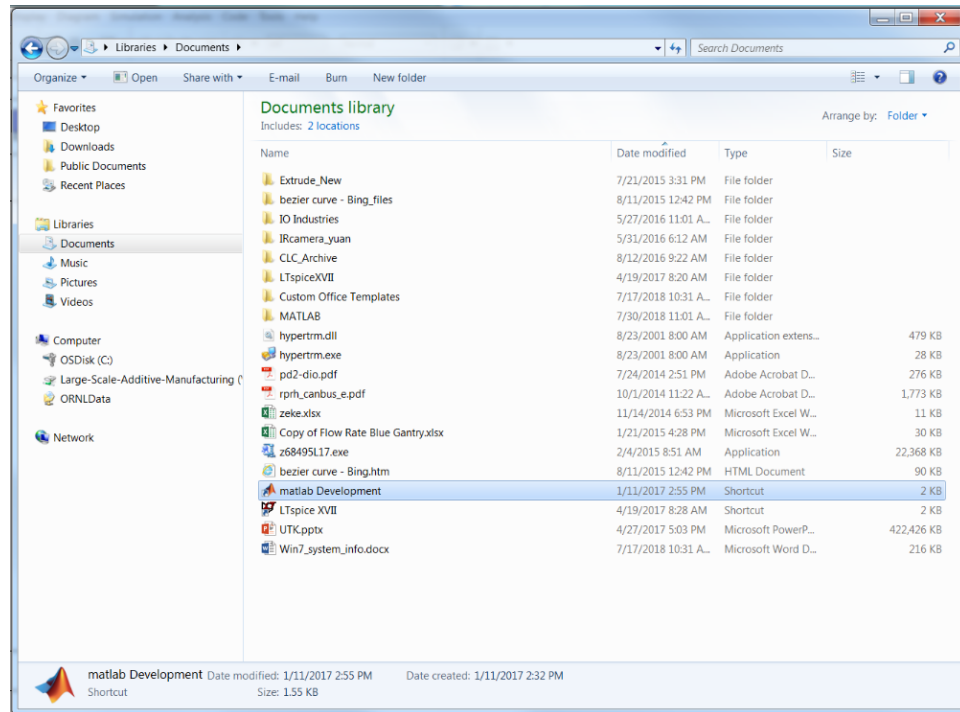 Libraries ▸ Documents ▸
Search Documents
Organize Open Share with E-mail Burn New folder
Favorites
Desktop
Downloads
Public Documents
Recent Places
Libraries
Documents
Music
Pictures
Videos
Computer
OSDisk (C:)
Large-Scale-Additive-Manufacturing (
ORNLData
Network
Documents library
Includes: 2 locations
Arrange by: Folder
Name Date modified Type Size
Extrude_New 7/21/2015 3:31 PM File folder
bezier curve - Bing_files 8/11/2015 12:42 PM File folder
IO Industries 5/27/2016 11:01 A... File folder
IRcamera_yuan 5/31/2016 6:12 AM File folder
CLC_Archive 8/12/2016 9:22 AM File folder
LTspiceXVII 4/19/2017 8:20 AM File folder
Custom Office Templates 7/17/2018 10:31 A... File folder
MATLAB 7/30/2018 11:01 A... File folder
hypertrm.dll 8/23/2001 8:00 AM Application extens... 479 KB
hypertrm.exe 8/23/2001 8:00 AM Application 28 KB
pd2-dio.pdf 7/24/2014 2:51 PM Adobe Acrobat D... 276 KB
rprh_canbus_e.pdf 10/1/2014 11:22 A... Adobe Acrobat D... 1,773 KB
zeke.xlsx 11/14/2014 6:53 PM Microsoft Excel W... 11 KB
Copy of Flow Rate Blue Gantry.xlsx 1/21/2015 4:28 PM Microsoft Excel W... 30 KB
z68495L17.exe 2/4/2015 8:51 AM Application 22,368 KB
bezier curve - Bing.htm 8/11/2015 12:42 PM HTML Document 90 KB
matlab Development 1/11/2017 2:55 PM Shortcut 2 KB
LTspice XVII 4/19/2017 8:28 AM Shortcut 2 KB
UTK.pptx 4/27/2017 5:03 PM Microsoft PowerP... 422,426 KB
Win7_system_info.docx 7/17/2018 10:31 A... Microsoft Word D... 216 KB
matlab Development Date modified: 1/11/2017 2:55 PM Date created: 1/11/2017 2:32 PM
Shortcut Size: 1.55 KB